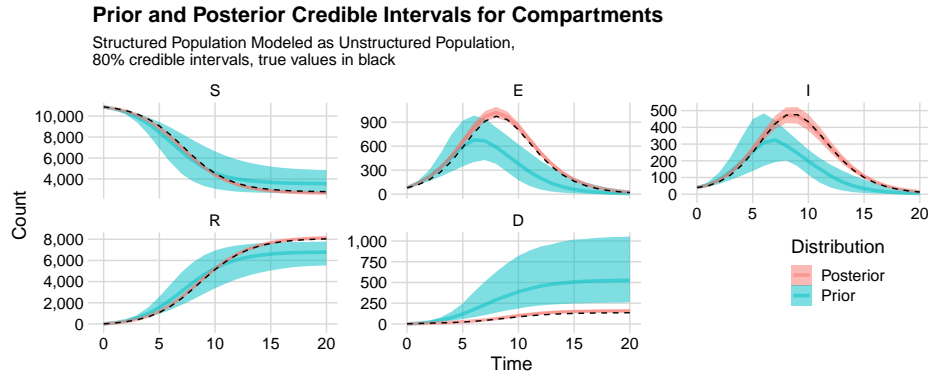 Prior and Posterior Credible Intervals for Compartments
Structured Population Modeled as Unstructured Population,
80% credible intervals, true values in black
S
E
I
10,000
8,000
6,000
4,000
900
600
300
0
500
400
300
200
100
0
0 5 10 15 20
Count
R
D
8,000
6,000
4,000
2,000
0
1,000
750
500
250
0
0 5 10 15 20
0 5 10 15 20
Time
Distribution
Posterior
Prior